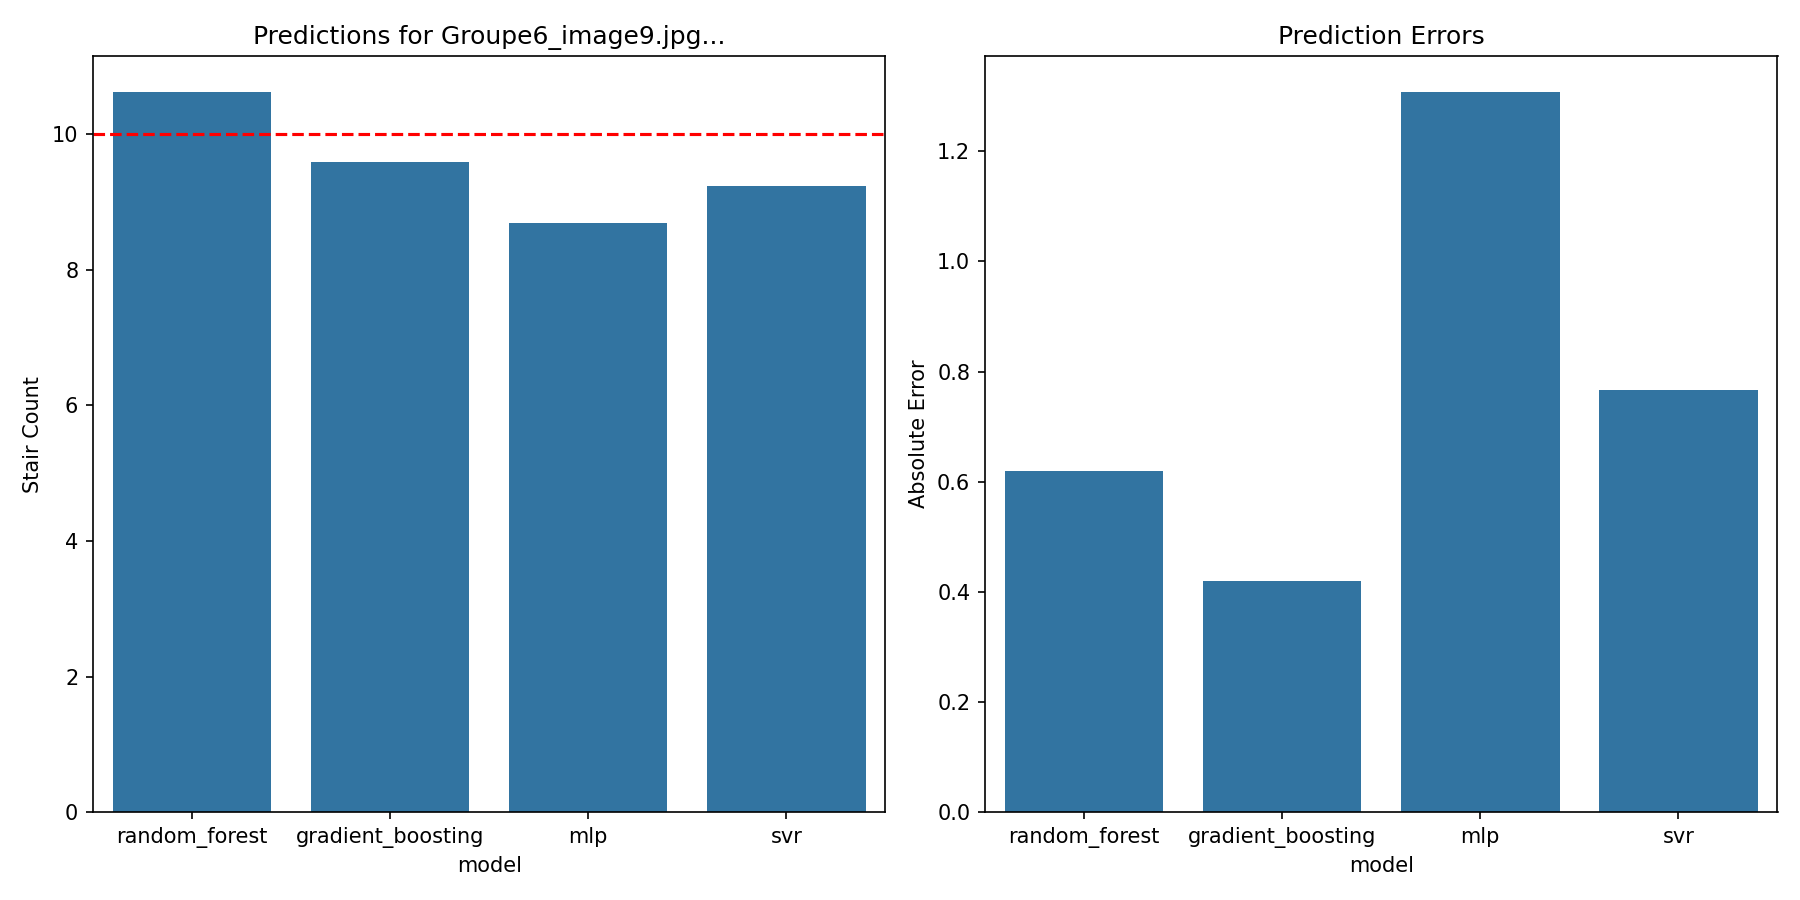 Predictions for Groupe6_image9.jpg...
Stair Count
10
8
6
4
2
0
random_forest gradient_boosting mlp svr
model
Prediction Errors
Absolute Error
1.2
1.0
0.8
0.6
0.4
0.2
0.0
random_forest gradient_boosting mlp svr
model